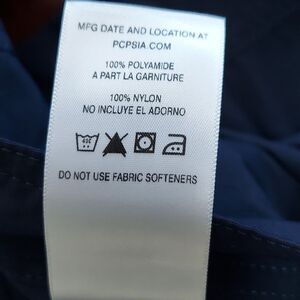 MFG DATE AND LOCATION AT
PCPSIA.COM
100% POLYAMIDE
A PART LA GARNITURE
100% NYLON
NO INCLUYE EL ADORNO
DO NOT USE FABRIC SOFTENERS